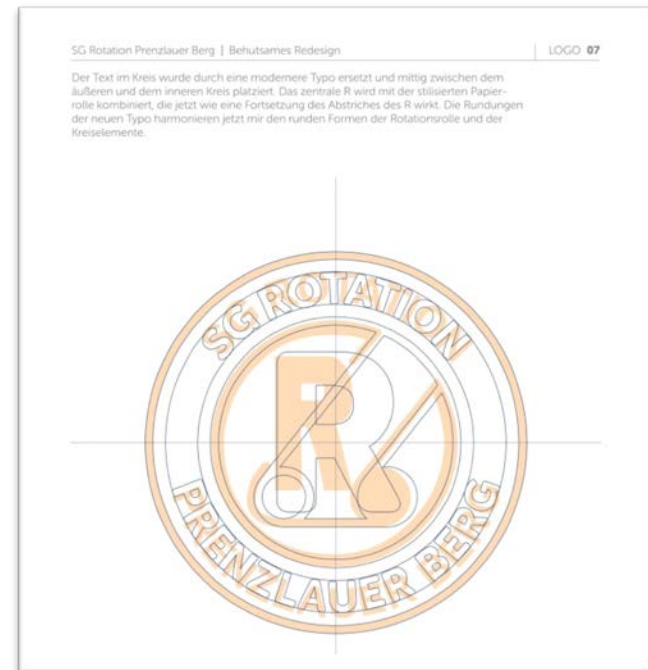 SG Rotation Prenzlauer Berg | Behutsames Redesign
LOGO 07
Der Text im Kreis wurde durch eine modernere Typo ersetzt und mittig zwischen dem
äußeren und dem inneren Kreis platziert. Das zentrale R wird mit der stilisierten Papier-
rolle kombiniert, die jetzt wie eine Fortsetzung des Abstriches des R wirkt. Die Rundungen
der neuen Typo harmonieren jetzt mir den runden Formen der Rotationsrolle und der
Kreiselemente.
SG ROTATION
R
PRENZLAUER BERG